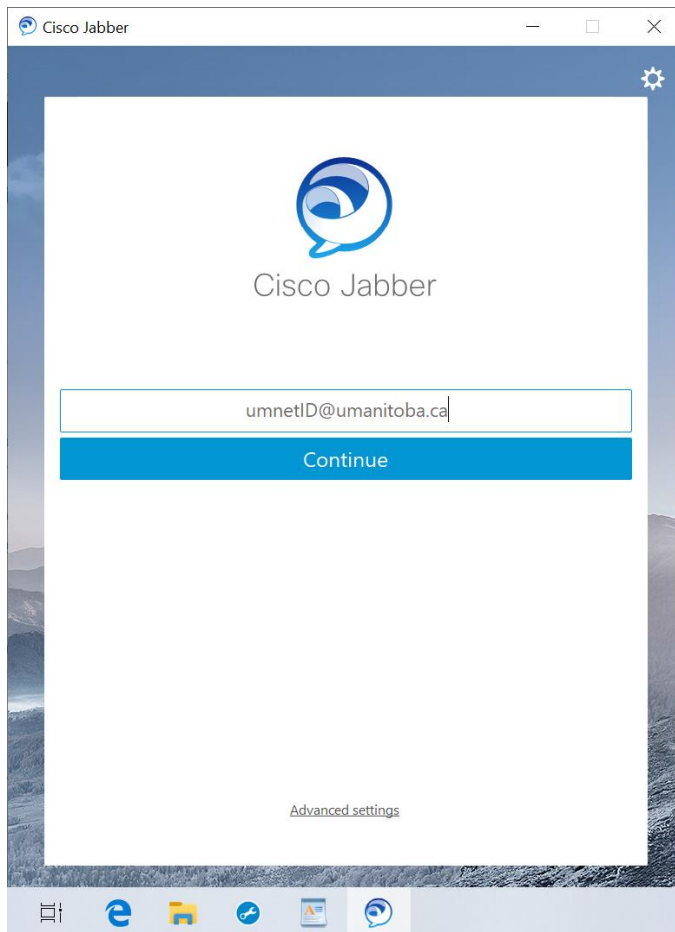 Cisco Jabber
Cisco Jabber
umnetID@umanitoba.ca
Continue
Advanced settings